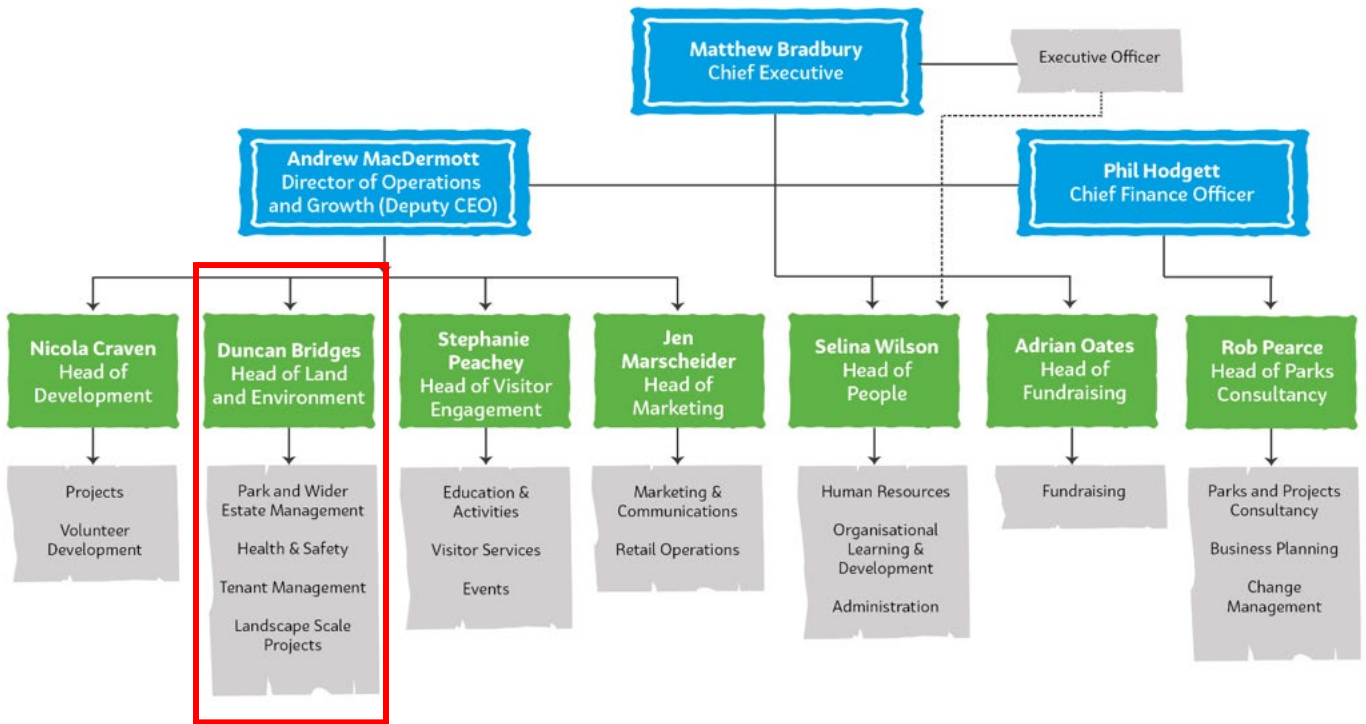 Matthew Bradbury
Chief Executive
Executive Officer
Andrew MacDermott
Director of Operations
and Growth (Deputy CEO)
Phil Hodgett
Chief Finance Officer
Nicola Craven
Head of
Development
Duncan Bridges
Head of Land
and Environment
Stephanie
Peachey
Head of Visitor
Engagement
Jen
Marscheider
Head of
Marketing
Selina Wilson
Head of
People
Adrian Oates
Head of
Fundraising
Rob Pearce
Head of Parks
Consultancy
Projects
Volunteer
Development
Park and Wider
Estate Management
Health & Safety
Tenant Management
Landscape Scale
Projects
Education &
Activities
Visitor Services
Events
Marketing &
Communications
Retail Operations
Human Resources
Organisational
Learning &
Development
Administration
Fundraising
Parks and Projects
Consultancy
Business Planning
Change
Management